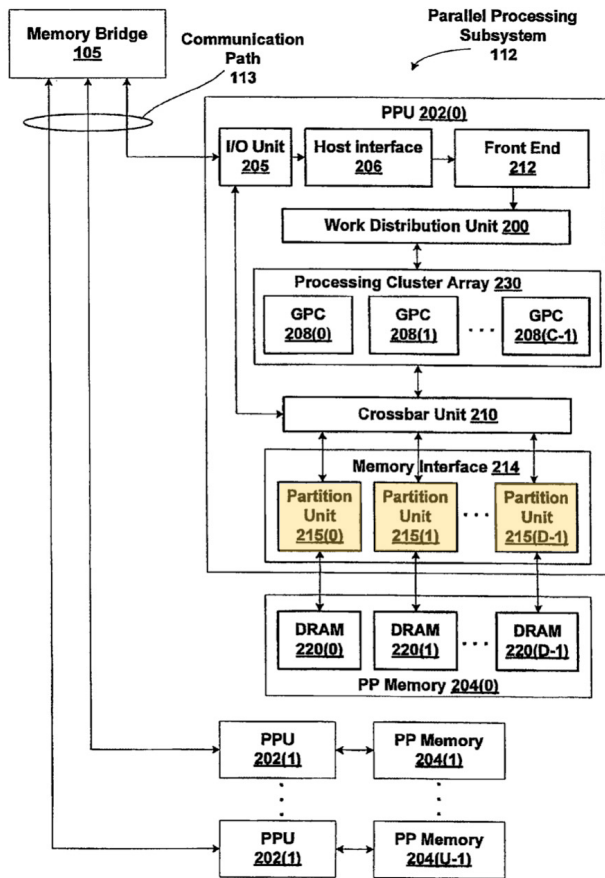 Memory Bridge
105
Communication
Path
113
Parallel Processing
Subsystem
112
PPU 202(0)
I/O Unit
205
Host interface
206
Front End
212
Work Distribution Unit 200
Processing Cluster Array 230
GPC
208(0)
GPC
208(1)
GPC
208(C-1)
Crossbar Unit 210
Memory Interface 214
Partition
Unit
215(0)
Partition
Unit
215(1)
Partition
Unit
215(D-1)
DRAM
220(0)
DRAM
220(1)
DRAM
220(D-1)
PP Memory 204(0)
PPU
202(1)
PP Memory
204(1)
PPU
202(1)
PP Memory
204(U-1)